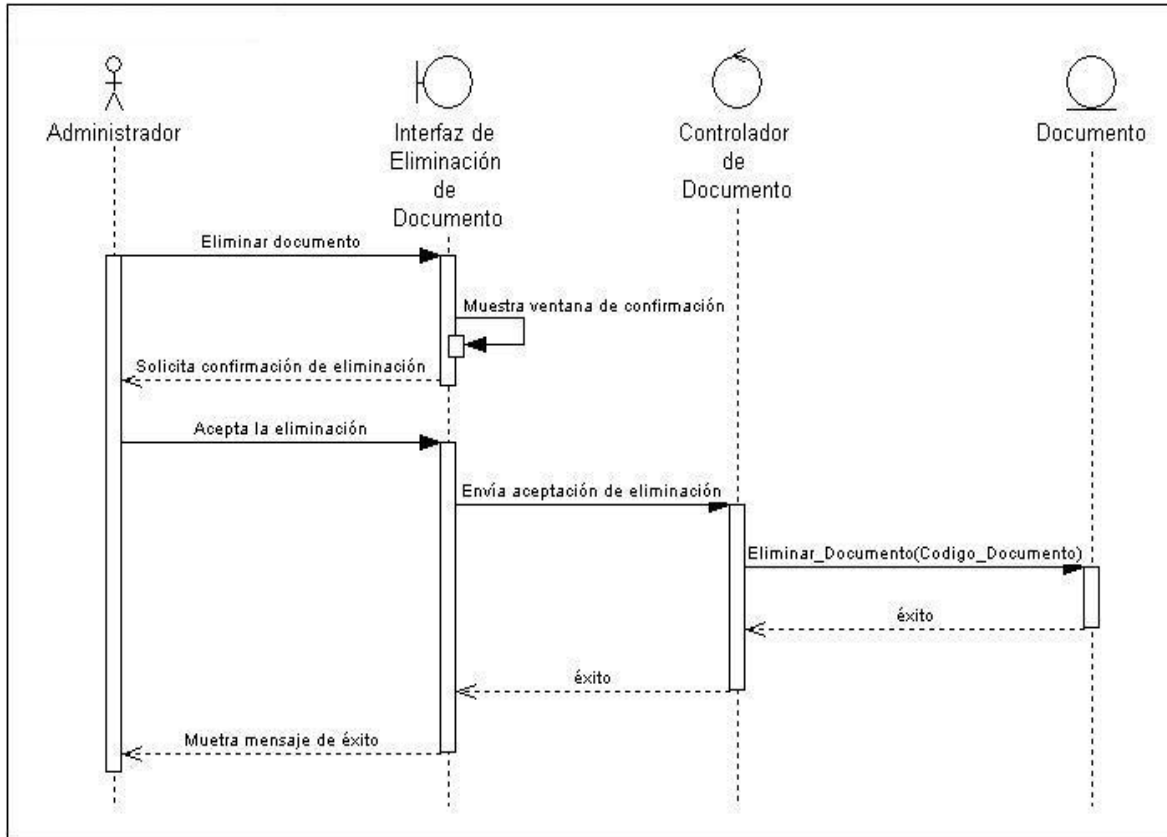 Administrador
Interfaz de
Eliminación
de
Documento
Controlador
de
Documento
Documento
Eliminar documento
Muestra ventana de confirmación
Solicita confirmación de eliminación
Acepta la eliminación
Envía aceptación de eliminación
Eliminar_Documento(Codigo_Documento)
éxito
éxito
Muetra mensaje de éxito